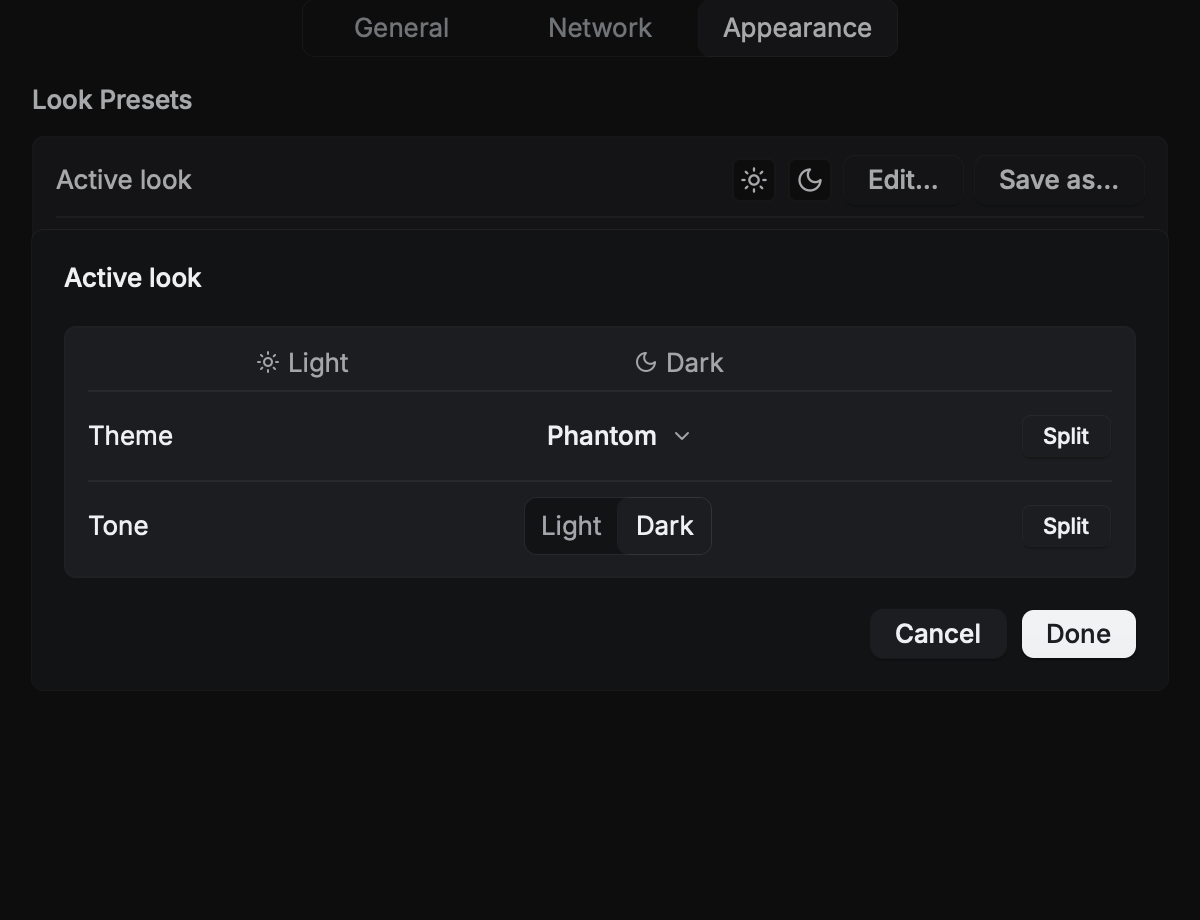 General Network Appearance
Look Presets
Active look Edit... Save as...
Active look
Light Dark
Theme Phantom Split
Tone Light Dark Split
Cancel Done